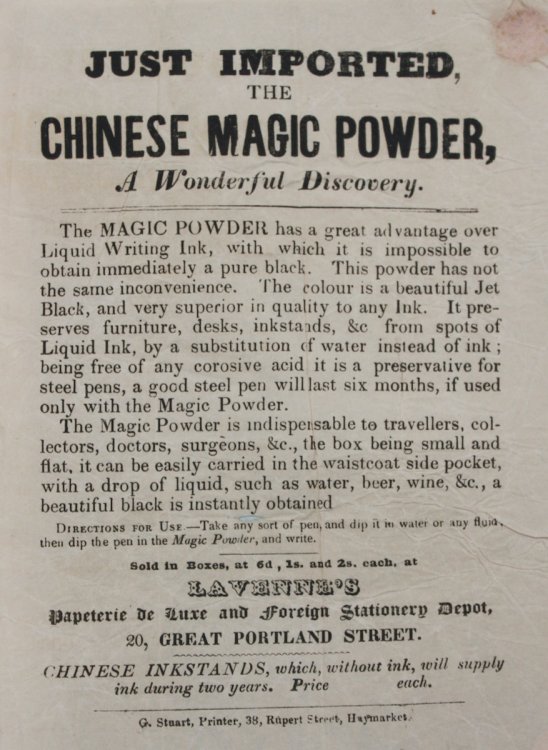 JUST IMPORTED,
THE
CHINESE MAGIC POWDER,
A Wonderful Discovery.
The MAGIC POWDER has a great advantage over
Liquid Writing Ink, with which it is impossible to
obtain immediately a pure black. This powder has not
the same inconvenience. The colour is a beautiful Jet
Black, and very superior in quality to any Ink. It pre-
serves furniture, desks, inkstands, &c from spots of
Liquid Ink, by a substitution of water instead of ink ;
being free of any corosive acid it is a preservative for
steel pens, a good steel pen will last six months, if used
only with the Magic Powder.
The Magic Powder is indispensable to travellers, col-
lectors, doctors, surgeons, &c., the box being small and
flat, it can be easily carried in the waistcoat side pocket,
with a drop of liquid, such as water, beer, wine, &c., a
beautiful black is instantly obtained
DIRECTIONS FOR USE.—Take any sort of pen, and dip it in water or any fluid,
then dip the pen in the Magic Powder, and write.
Sold in Boxes, at 6d, 1s. and 2s. each, at
LAVENNE'S
Papeterie de Luxe and Foreign Stationery Depot,
20, GREAT PORTLAND STREET.
CHINESE INKSTANDS, which, without ink, will supply
ink during two years. Price each.
G. Stuart, Printer, 38, Rupert Street, Haymarket.